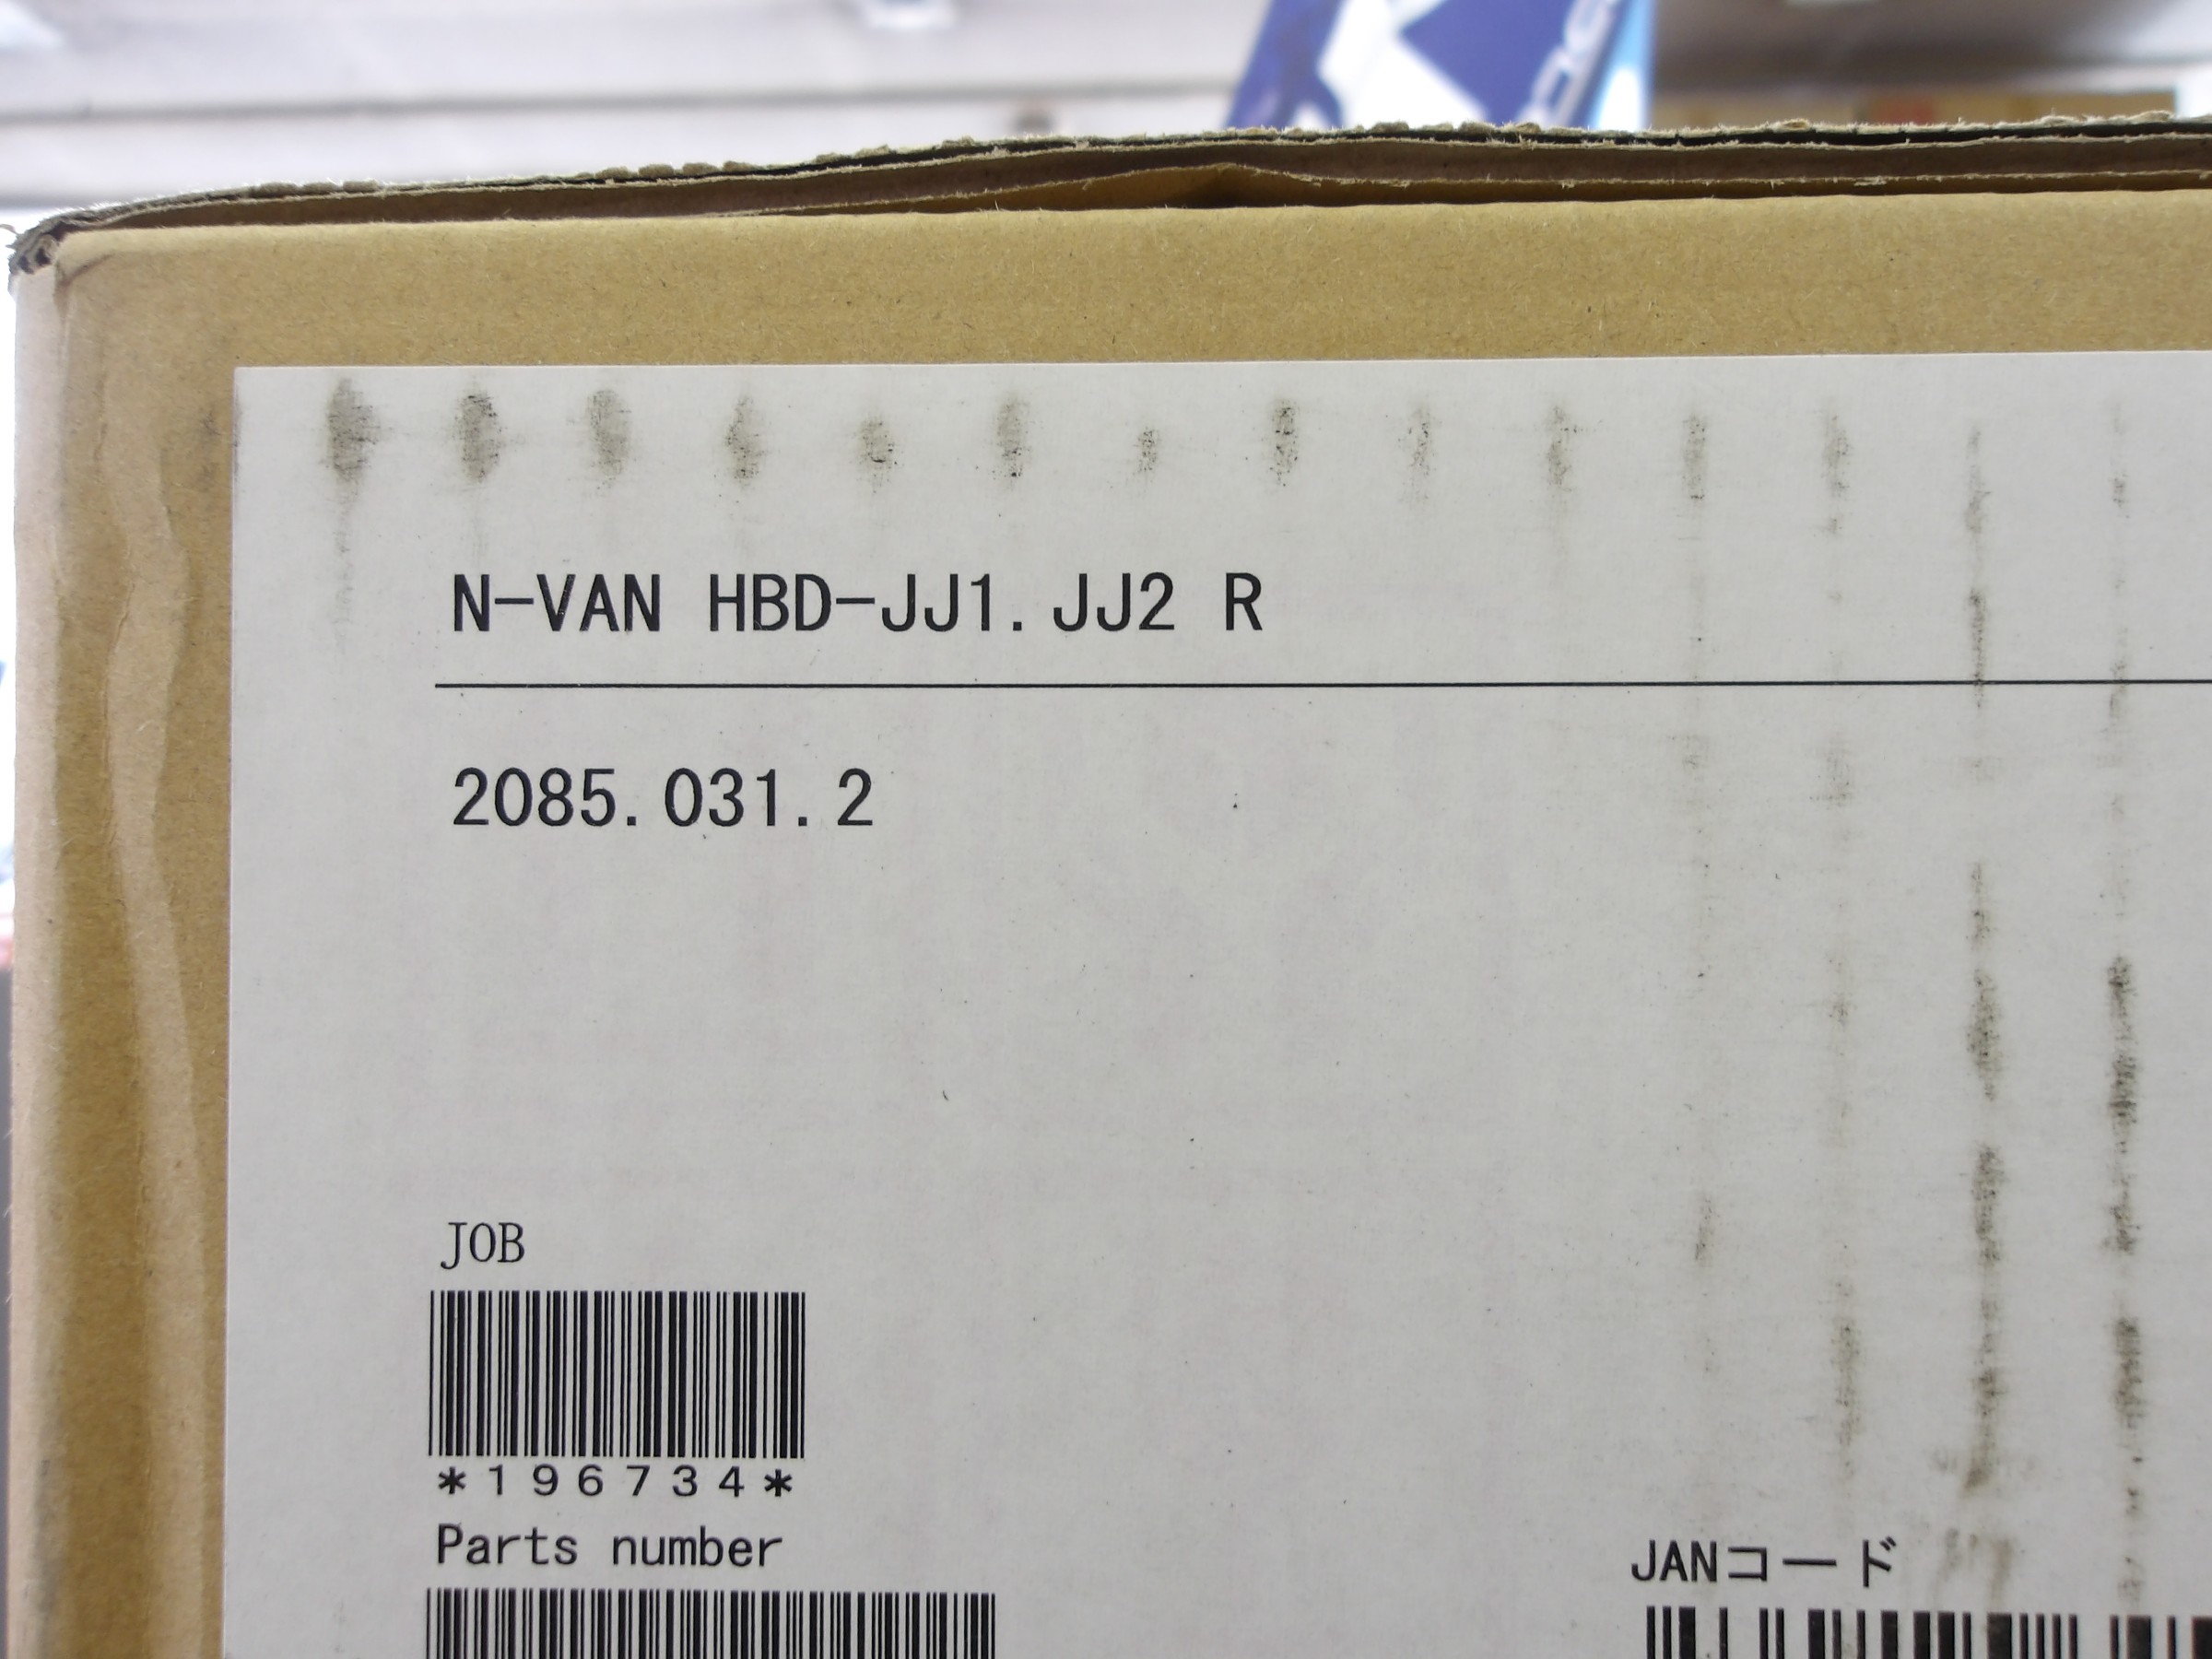 N-VAN HBD-JJ1.JJ2 R
2085.031.2
JOB
*196734*
Parts number
JANコード